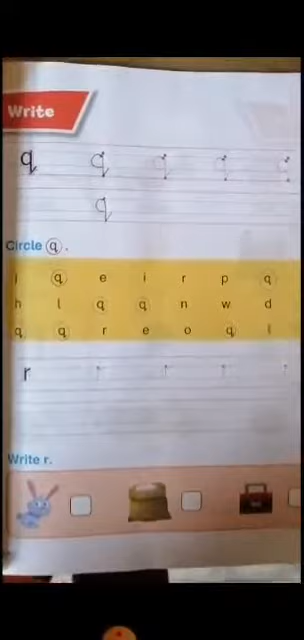 Write
q q q q q
q
Circle q .
i q e i r p q
h l q q n w d
q q r e o q l
r r r r r
Write r.